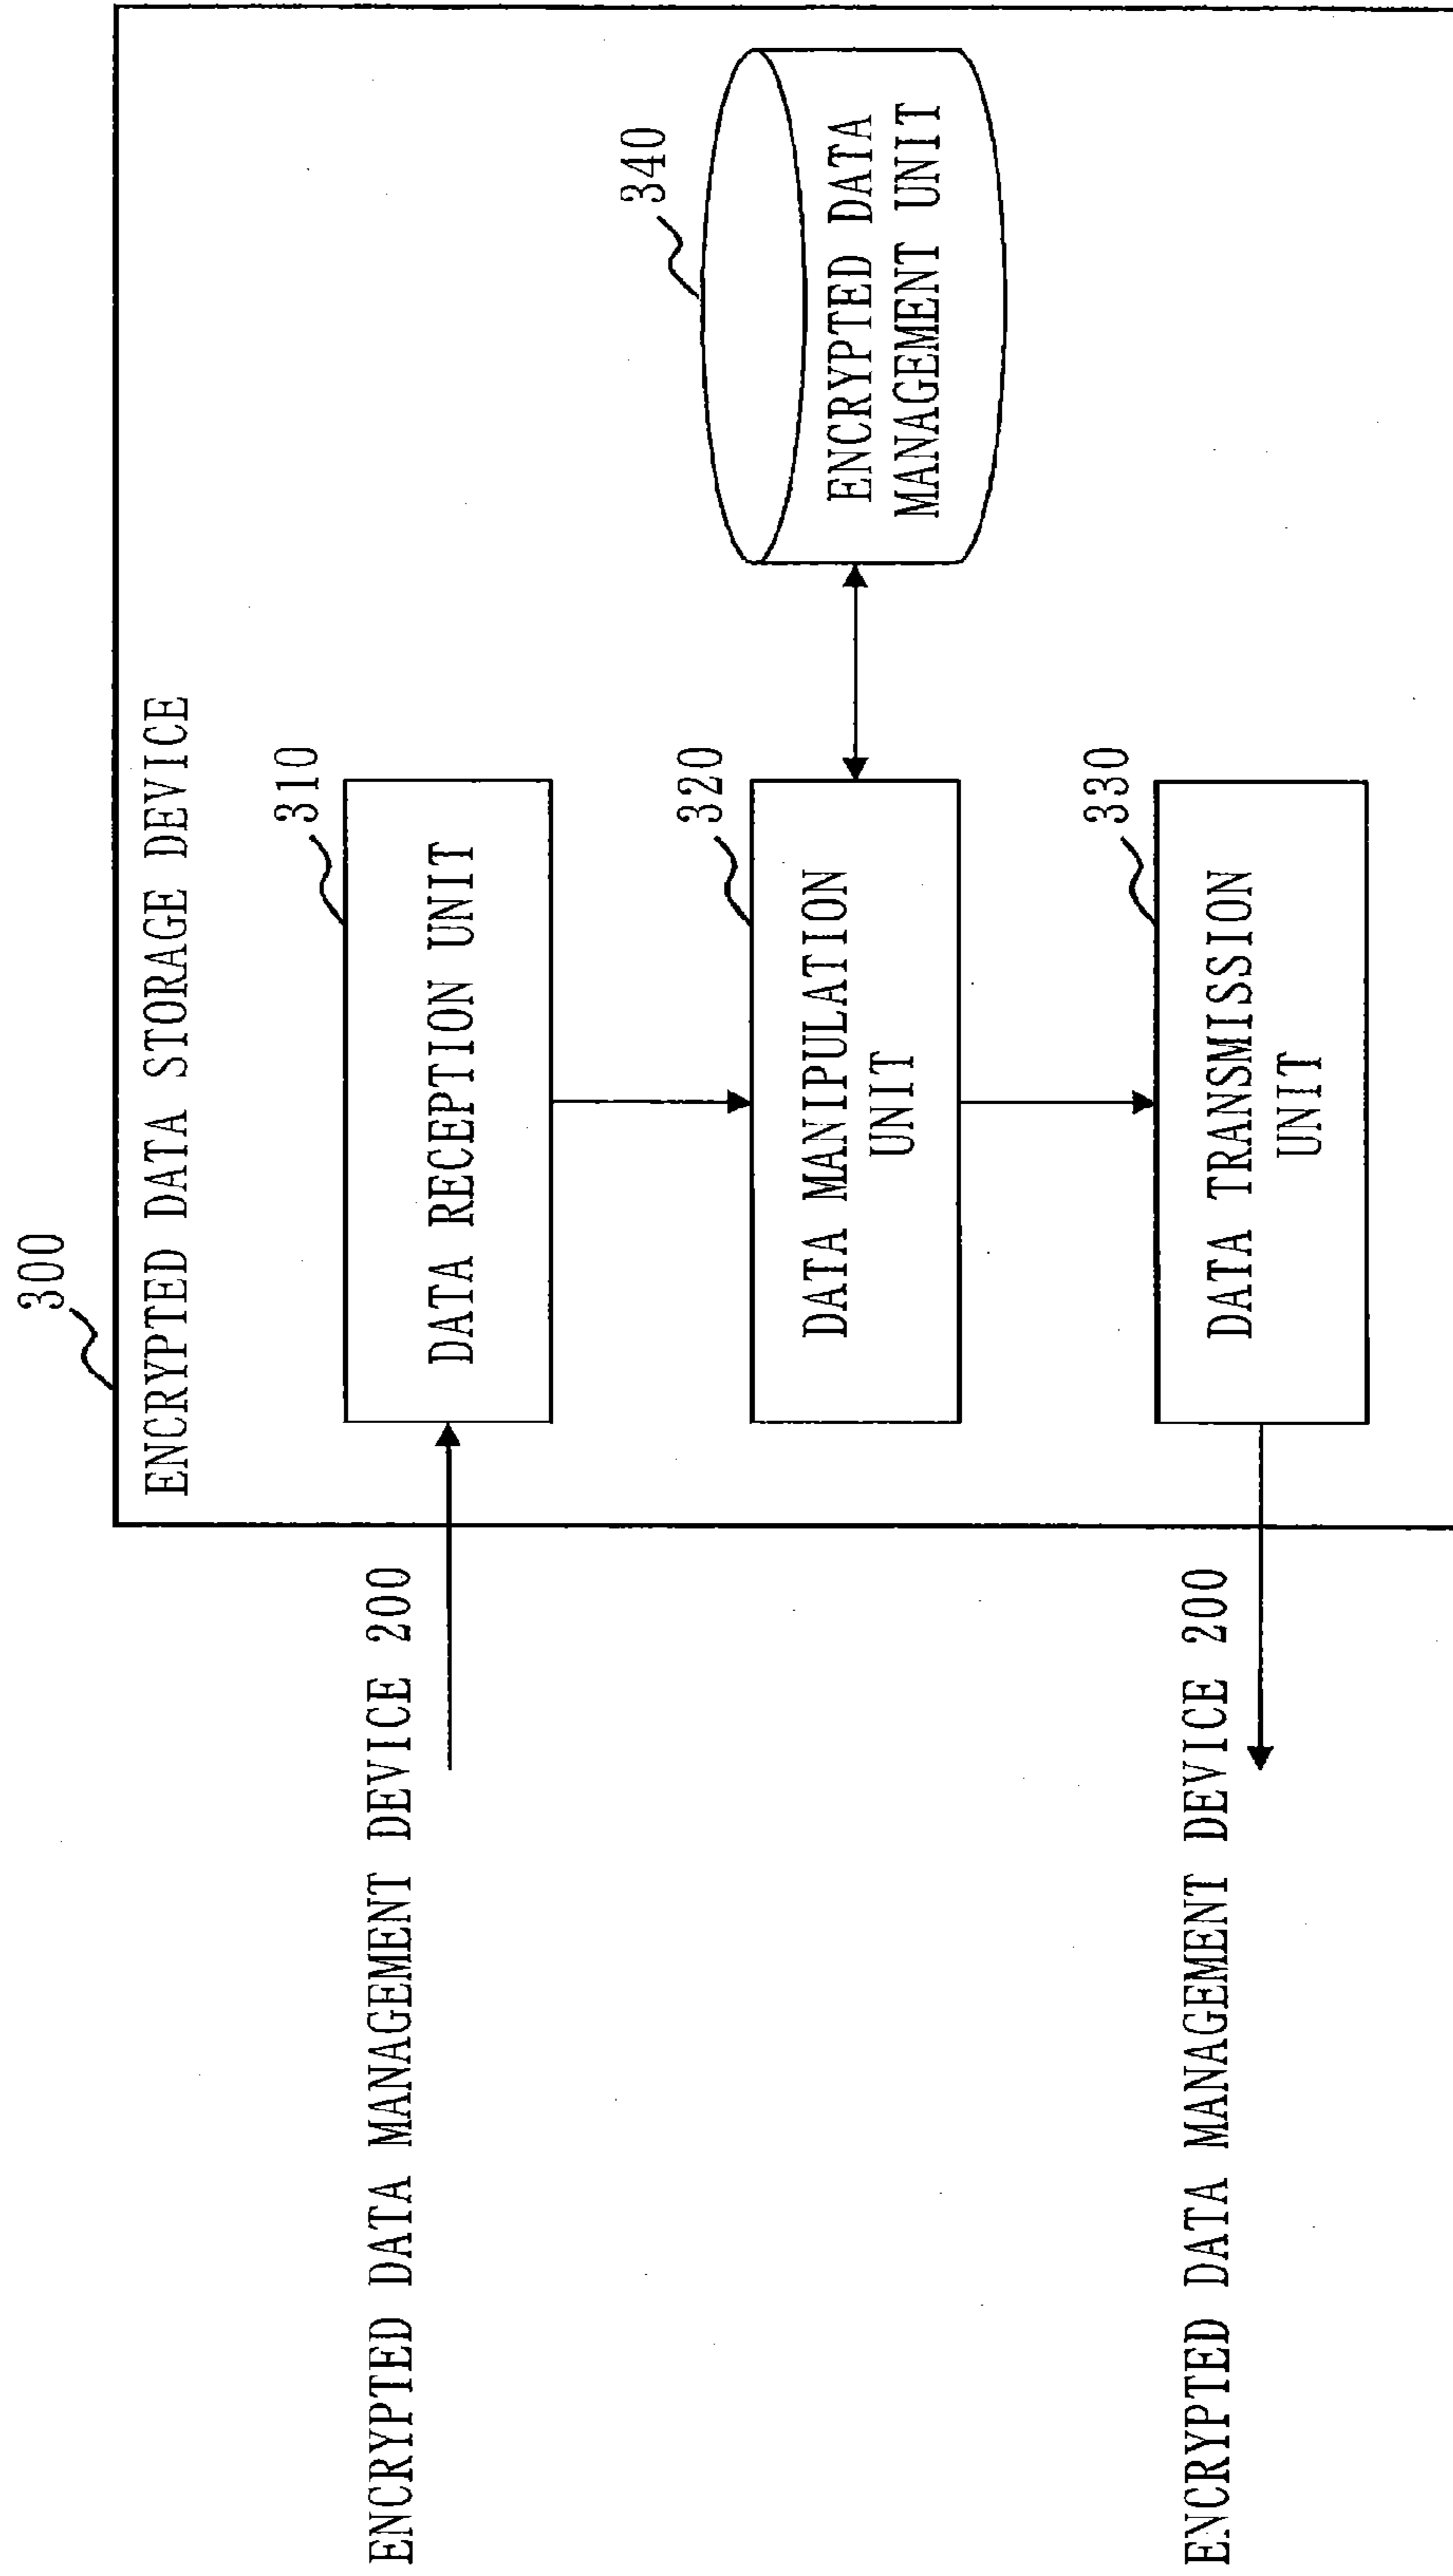 300
ENCRYPTED DATA STORAGE DEVICE
310
ENCRYPTED DATA MANAGEMENT DEVICE 200
DATA RECEPTION UNIT
340
320
DATA MANIPULATION
UNIT
ENCRYPTED DATA
MANAGEMENT UNIT
330
ENCRYPTED DATA MANAGEMENT DEVICE 200
DATA TRANSMISSION
UNIT